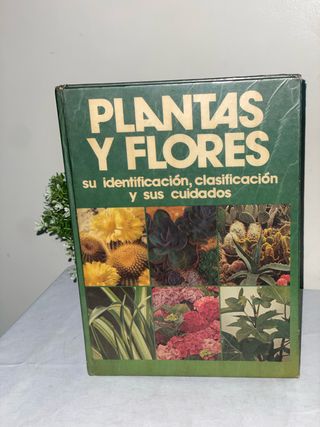 PLANTAS
Y FLORES
su identificación, clasificación
y sus cuidados